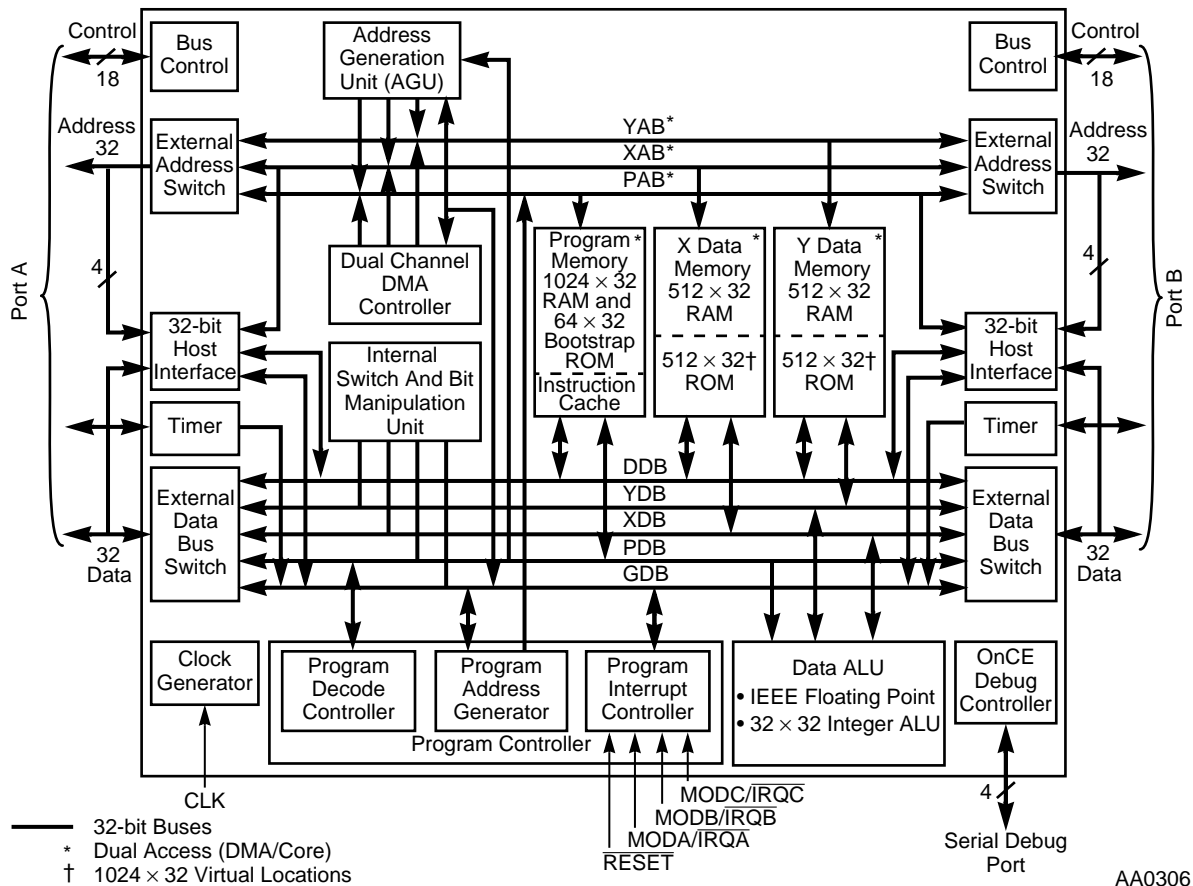 Control
18
Bus
Control
Address
Generation
Unit (AGU)
Bus
Control
Control
18
Address
32
External
Address
Switch
YAB*
XAB*
PAB*
External
Address
Switch
Address
32
Port A
4
Dual Channel
DMA
Controller
Program *
Memory
1024 × 32
RAM and
64 × 32
Bootstrap
ROM
Instruction
Cache
X Data *
Memory
512 × 32
RAM
512 × 32†
ROM
Y Data *
Memory
512 × 32
RAM
512 × 32†
ROM
4
Port B
32-bit
Host
Interface
Internal
Switch And Bit
Manipulation
Unit
32-bit
Host
Interface
Timer
Timer
External
Data
Bus
Switch
DDB
YDB
XDB
PDB
GDB
External
Data
Bus
Switch
32
Data
32
Data
Clock
Generator
Program
Decode
Controller
Program
Address
Generator
Program
Interrupt
Controller
Program Controller
Data ALU
• IEEE Floating Point
• 32 × 32 Integer ALU
OnCE
Debug
Controller
CLK
MODC/IRQC
MODB/IRQB
MODA/IRQA
RESET
4
Serial Debug
Port
32-bit Buses
* Dual Access (DMA/Core)
† 1024 × 32 Virtual Locations
AA0306